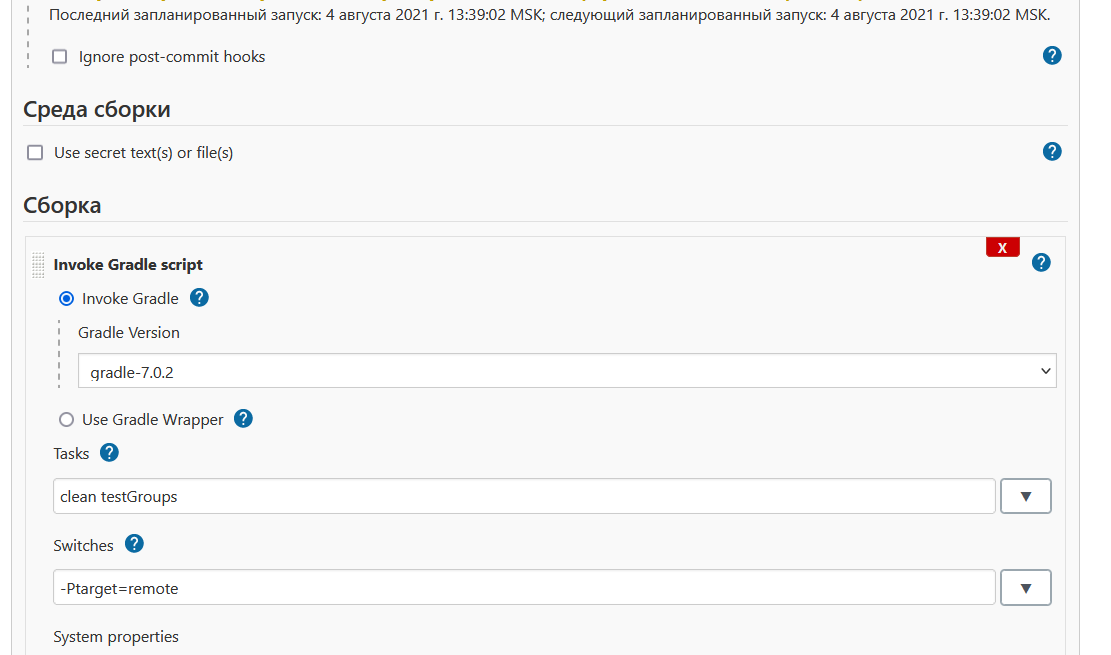 Последний запланированный запуск: 4 августа 2021 г. 13:39:02 MSK; следующий запланированный запуск: 4 августа 2021 г. 13:39:02 MSK.
Ignore post-commit hooks
?
Среда сборки
Use secret text(s) or file(s)
?
Сборка
X
Invoke Gradle script
?
Invoke Gradle ?
Gradle Version
gradle-7.0.2
Use Gradle Wrapper ?
Tasks ?
clean testGroups
Switches ?
-Ptarget=remote
System properties